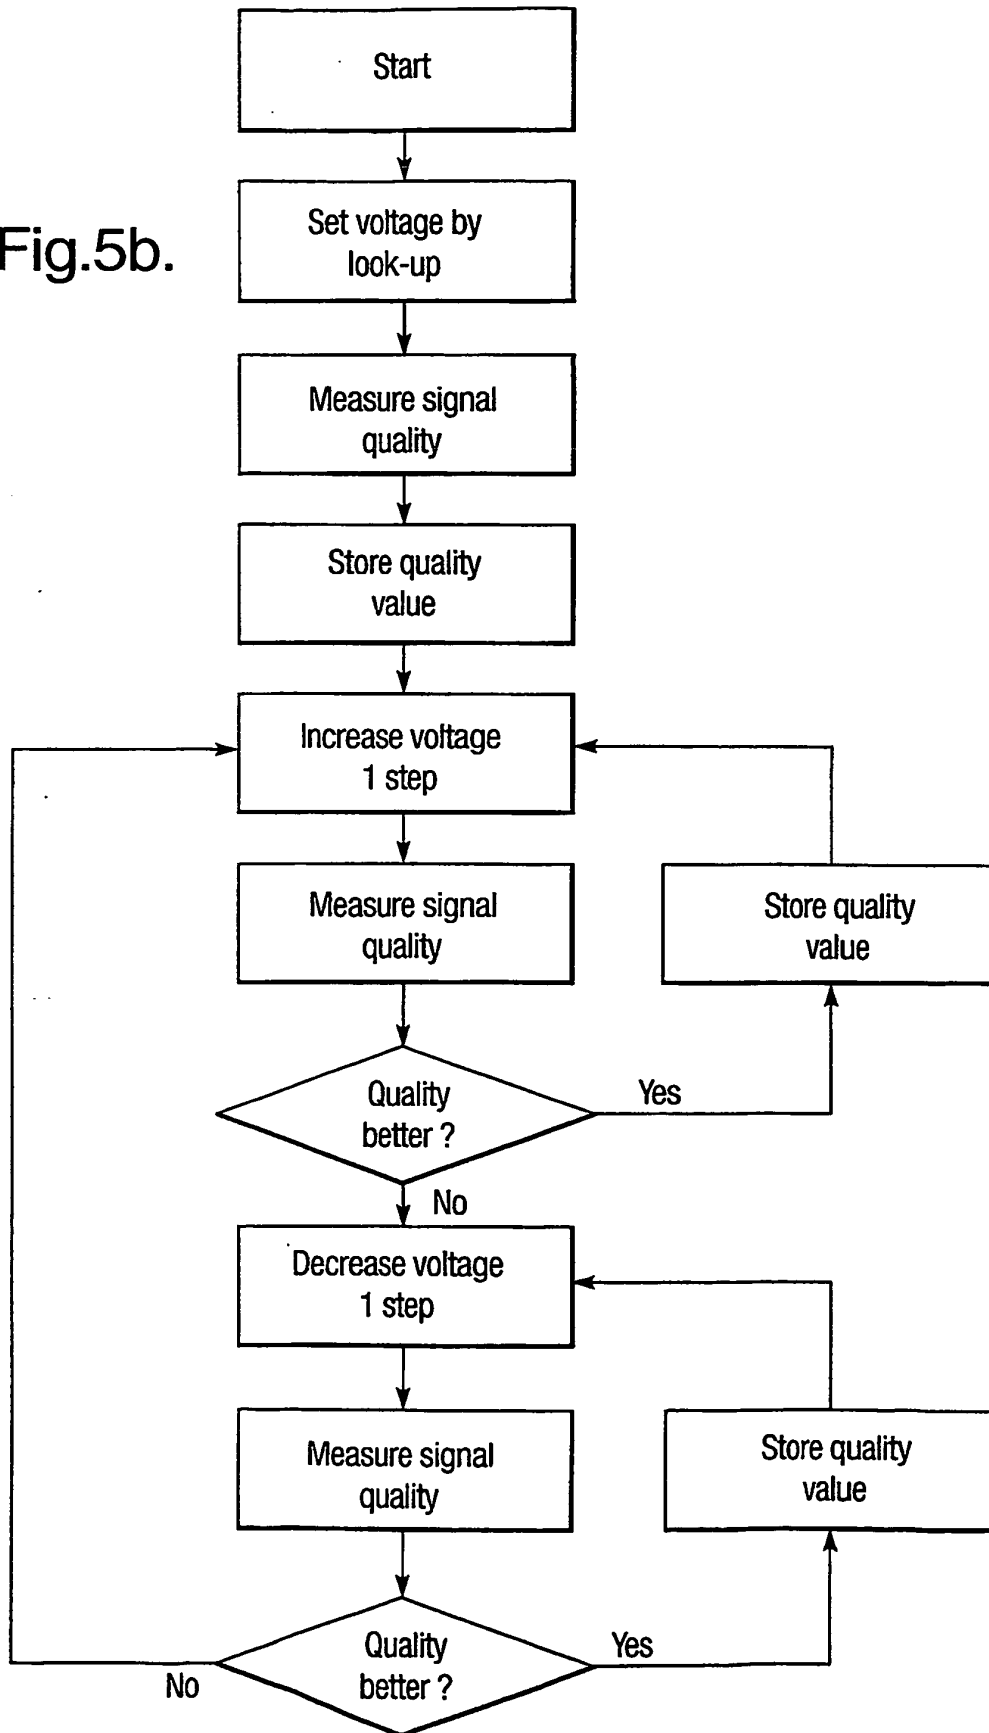 Start
Fig.5b.
Set voltage by
look-up
Measure signal
quality
Store quality
value
Increase voltage
1 step
Measure signal
quality
Store quality
value
Quality
better ?
Yes
No
Decrease voltage
1 step
Measure signal
quality
Store quality
value
Quality
better ?
Yes
No